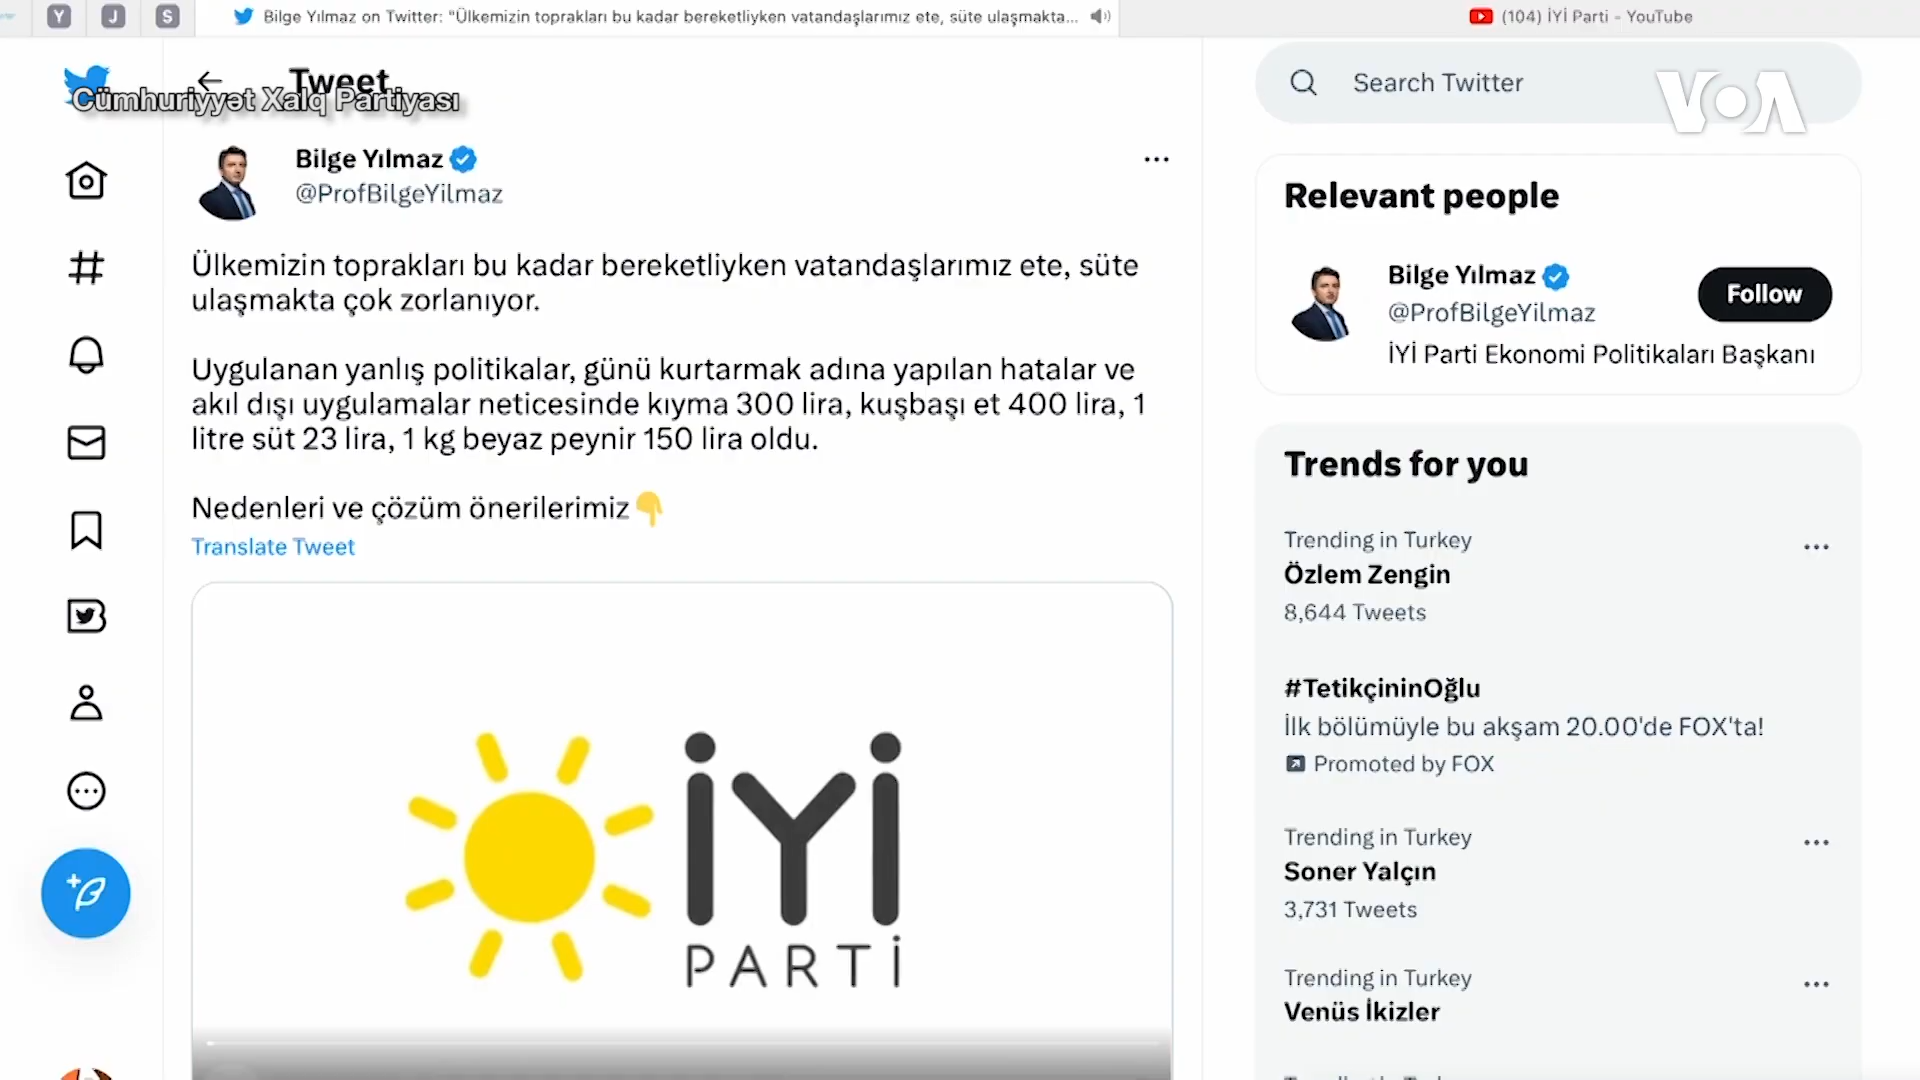 Y
J
S
Bilge Yılmaz on Twitter: "Ülkemizin toprakları bu kadar bereketliyken vatandaşlarımız ete, süte ulaşmakta...
(104) İYİ Parti - YouTube
Tweet
Cümhuriyyət Xalq Partiyası
Search Twitter
VOA
Bilge Yılmaz
@ProfBilgeYilmaz
Ülkemizin toprakları bu kadar bereketliyken vatandaşlarımız ete, süte
ulaşmakta çok zorlanıyor.
Uygulanan yanlış politikalar, günü kurtarmak adına yapılan hatalar ve
akıl dışı uygulamalar neticesinde kıyma 300 lira, kuşbaşı et 400 lira, 1
litre süt 23 lira, 1 kg beyaz peynir 150 lira oldu.
Nedenleri ve çözüm önerilerimiz👇
Translate Tweet
İYİ
PARTİ
Relevant people
Bilge Yılmaz
@ProfBilgeYilmaz
Follow
İYİ Parti Ekonomi Politikaları Başkanı
Trends for you
Trending in Turkey
Özlem Zengin
8,644 Tweets
#TetikçininOğlu
İlk bölümüyle bu akşam 20.00'de FOX'ta!
Promoted by FOX
Trending in Turkey
Soner Yalçın
3,731 Tweets
Trending in Turkey
Venüs İkizler